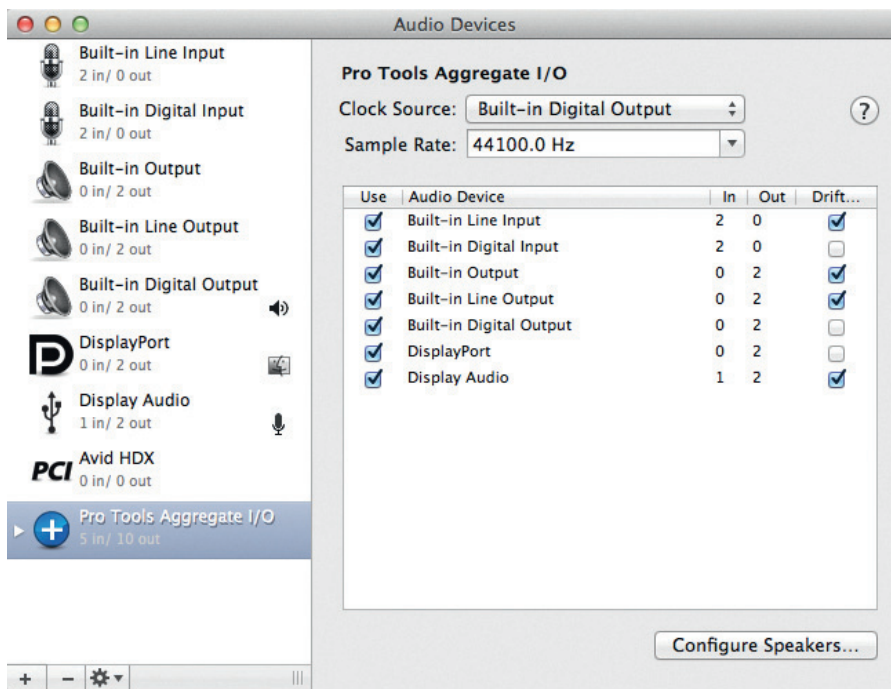 Audio Devices
Built-in Line Input
2 in/ 0 out
Built-in Digital Input
2 in/ 0 out
Built-in Output
0 in/ 2 out
Built-in Line Output
0 in/ 2 out
Built-in Digital Output
0 in/ 2 out
DisplayPort
0 in/ 2 out
Display Audio
1 in/ 2 out
PCI
Avid HDX
0 in/ 0 out
Pro Tools Aggregate I/O
5 in/ 10 out
Pro Tools Aggregate I/O
Clock Source: Built-in Digital Output
?
Sample Rate: 44100.0 Hz
Use Audio Device In Out Drift...
Built-in Line Input 2 0
Built-in Digital Input 2 0
Built-in Output 0 2
Built-in Line Output 0 2
Built-in Digital Output 0 2
DisplayPort 0 2
Display Audio 1 2
Configure Speakers...